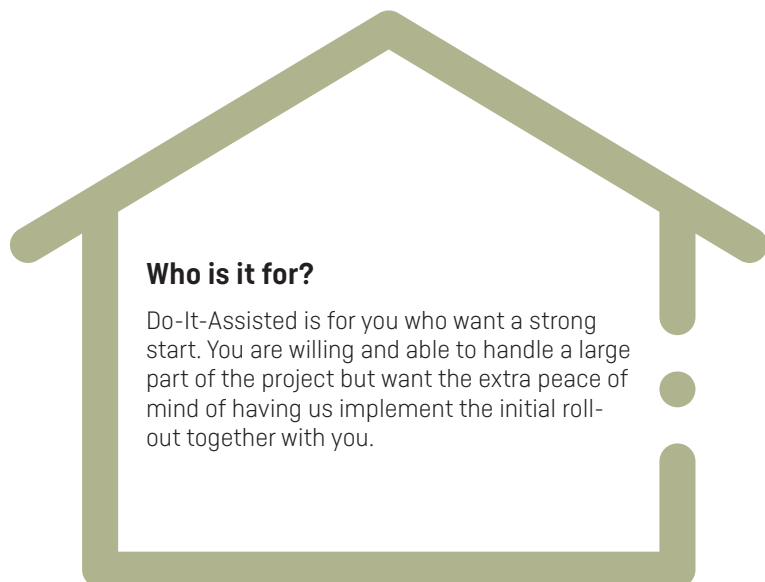 Who is it for?
Do-It-Assisted is for you who want a strong
start. You are willing and able to handle a large
part of the project but want the extra peace of
mind of having us implement the initial roll-
out together with you.